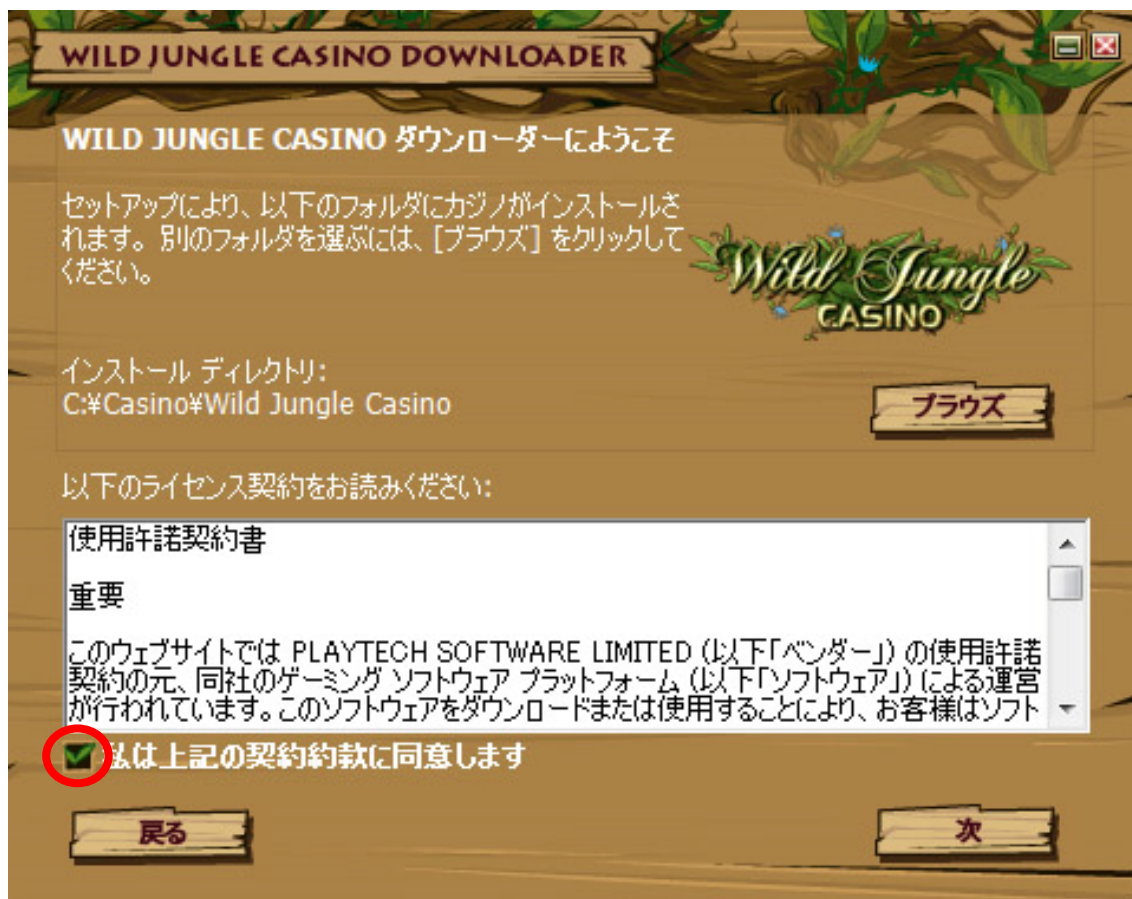 WILD JUNGLE CASINO DOWNLOADER
WILD JUNGLE CASINO ダウンローダーにようこそ
セットアップにより、以下のフォルダにカジノがインストールさ
れます。別のフォルダを選ぶには、[ブラウズ] をクリックして
ください。
Wild Jungle
CASINO
インストール ディレクトリ:
C:¥Casino¥Wild Jungle Casino
ブラウズ
以下のライセンス契約をお読みください:
使用許諾契約書
重要
このウェブサイトでは PLAYTECH SOFTWARE LIMITED (以下「ベンダー」) の使用許諾
契約の元、同社のゲーミング ソフトウェア プラットフォーム (以下「ソフトウェア」) による運営
が行われています。このソフトウェアをダウンロードまたは使用することにより、お客様はソフト
私は上記の契約約款に同意します
戻る
次